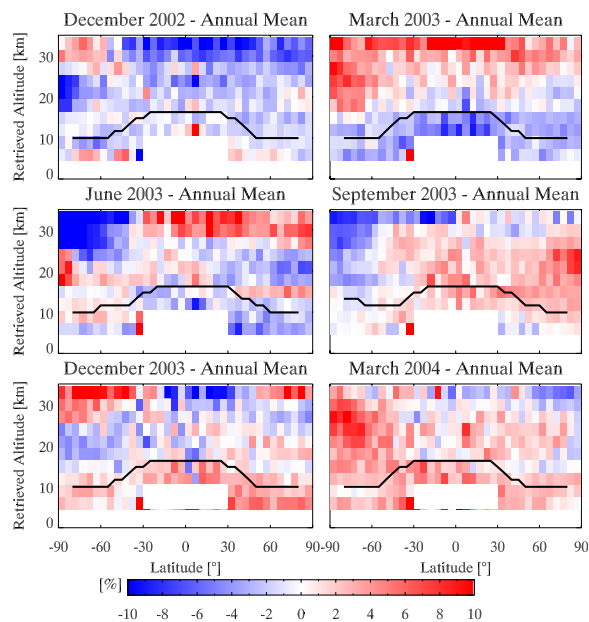 December 2002 - Annual Mean
March 2003 - Annual Mean
Retrieved Altitude [km]
30
20
10
0
June 2003 - Annual Mean
September 2003 - Annual Mean
Retrieved Altitude [km]
30
20
10
0
December 2003 - Annual Mean
March 2004 - Annual Mean
Retrieved Altitude [km]
30
20
10
0
-90 -60 -30 0 30 60 90/-90 -60 -30 0 30 60 90
Latitude [°]
Latitude [°]
[%]
-10 -8 -6 -4 -2 0 2 4 6 8 10